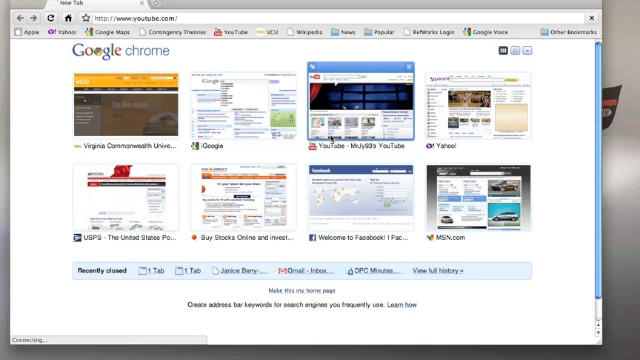 New Tab
http://www.youtube.com/
Apple Google Maps Contingency Theories YouTube VCU Wikipedia News Popular RefWorks Login Google Voice Other Bookmarks
Google chrome
Virginia Commonwealth Unive... iGoogle YouTube - MrJy93's YouTube Yahoo!
USPS - The United States Po... Buy Stocks Online and invest... Welcome to Facebook! | Fac... MSN.com
Recently closed 1 Tab 1 Tab Janice Berry-... Gmail - Inbox... DPC Minutes... View full history »
Make this my home page
Create address bar keywords for search engines you frequently use. Learn how
Connecting...